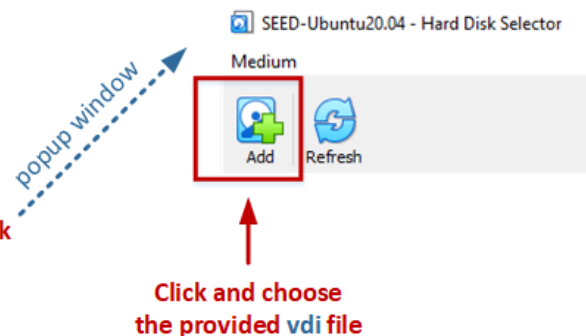 SEED-Ubuntu20.04 - Hard Disk Selector
Medium
popup window
Add Refresh
Click and choose
the provided vdi file